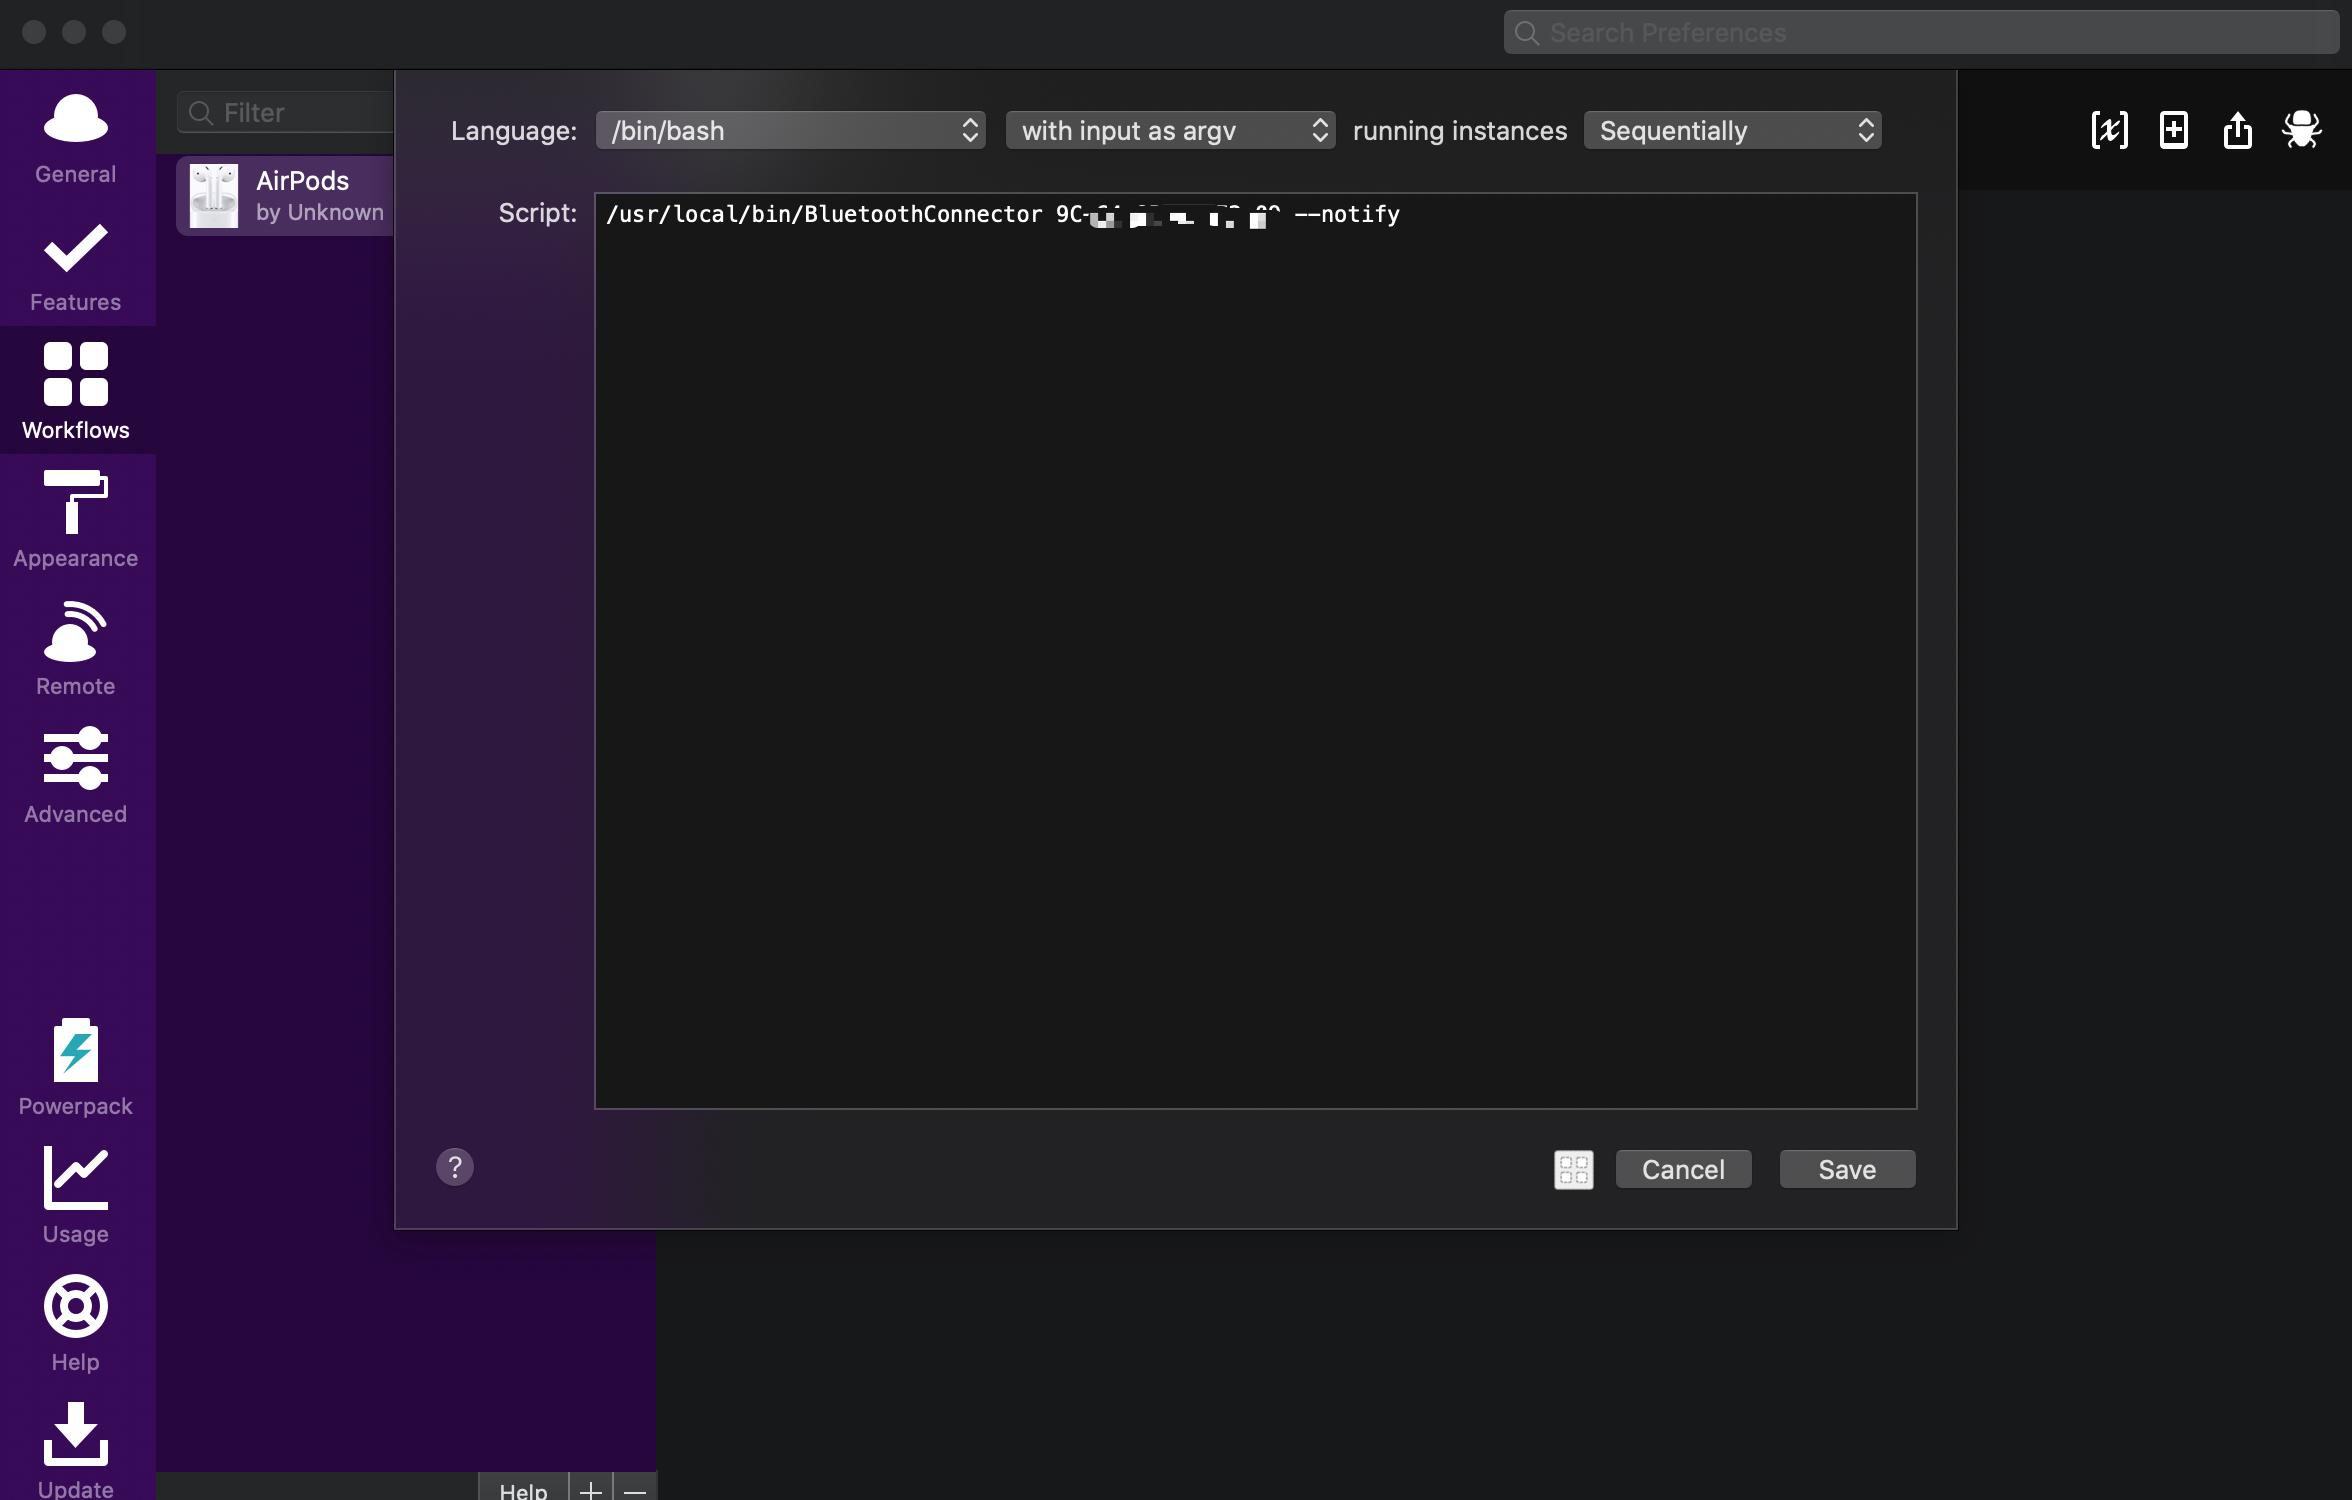 Search Preferences
General
Features
Workflows
Appearance
Remote
Advanced
Powerpack
Usage
Help
Update
Filter
AirPods
by Unknown
Language: /bin/bash with input as argv running instances Sequentially
Script: /usr/local/bin/BluetoothConnector 9C- --notify
?
Cancel
Save
Help + −